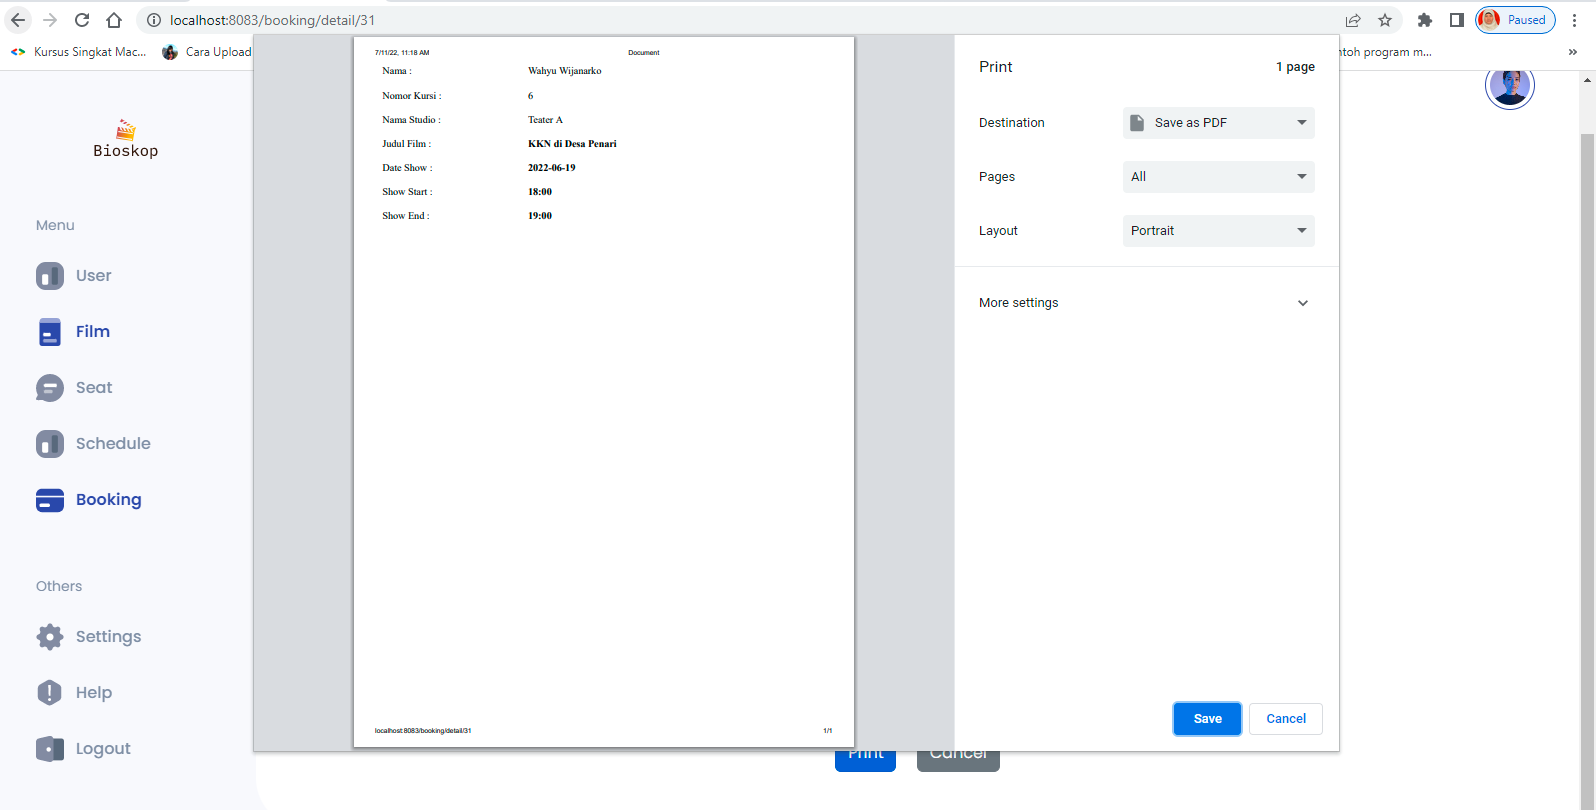 localhost:8083/booking/detail/31
Paused
Kursus Singkat Mac...
Cara Upload
ntoh program m...
»
Bioskop
Menu
User
Film
Seat
Schedule
Booking
Others
Settings
Help
Logout
7/11/22, 11:18 AM Document
Nama : Wahyu Wijanarko
Nomor Kursi : 6
Nama Studio : Teater A
Judul Film : KKN di Desa Penari
Date Show : 2022-06-19
Show Start : 18:00
Show End : 19:00
localhost:8083/booking/detail/31 1/1
Print 1 page
Destination Save as PDF
Pages All
Layout Portrait
More settings
Save Cancel
Print Cancel